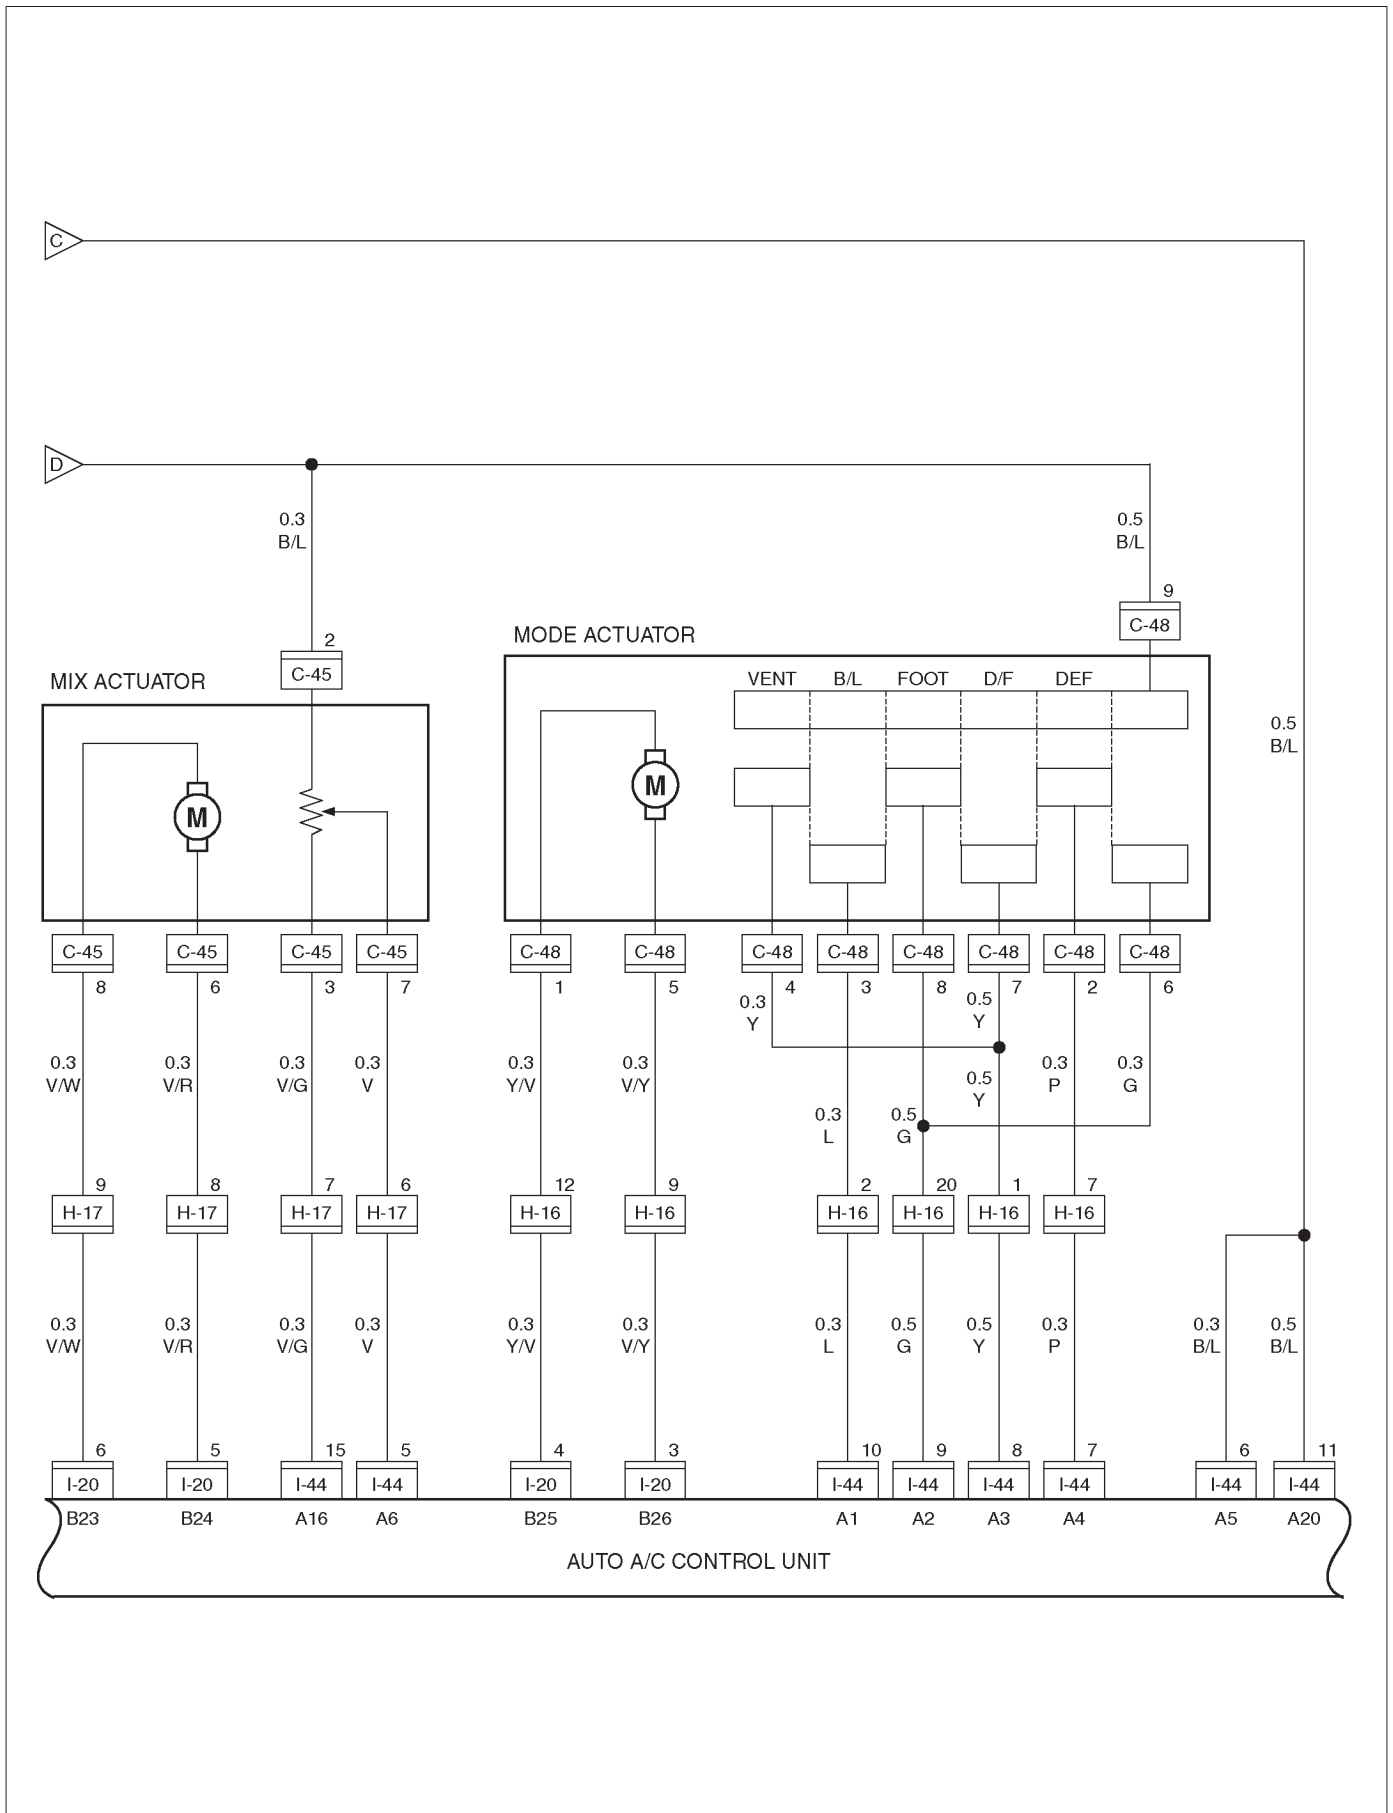 C
D
0.3
B/L
0.5
B/L
9
C-48
2
C-45
MODE ACTUATOR
MIX ACTUATOR
VENT B/L FOOT D/F DEF
0.5
B/L
M
M
C-45 C-45 C-45 C-45 C-48 C-48 C-48 C-48 C-48 C-48 C-48 C-48
8 6 3 7 1 5 4 3 8 7 2 6
0.3
Y
0.5
Y
0.3 0.3 0.3 0.3 0.3 0.3 0.3 0.3
V/W V/R V/G V Y/V V/Y P G
0.5
Y
0.3 0.5
L G
9 8 7 6 12 9 2 20 1 7
H-17 H-17 H-17 H-17 H-16 H-16 H-16 H-16 H-16 H-16
0.3 0.3 0.3 0.3 0.3 0.3 0.3 0.5 0.5 0.3 0.3 0.5
V/W V/R V/G V Y/V V/Y L G Y P B/L B/L
6 5 15 5 4 3 10 9 8 7 6 11
I-20 I-20 I-44 I-44 I-20 I-20 I-44 I-44 I-44 I-44 I-44 I-44
B23 B24 A16 A6 B25 B26 A1 A2 A3 A4 A5 A20
AUTO A/C CONTROL UNIT